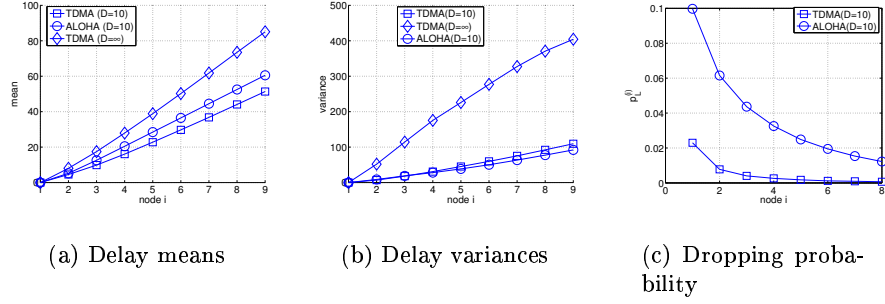 TDMA (D=10)
ALOHA (D=10)
TDMA (D=∞)
mean
100
80
60
40
20
0
1 2 3 4 5 6 7 8 9
node i
(a) Delay means
TDMA (D=10)
TDMA(D=∞)
ALOHA(D=10)
variance
500
400
300
200
100
0
1 2 3 4 5 6 7 8 9
node i
(b) Delay variances
TDMA(D=10)
ALOHA(D=10)
p_L^(i)
0.1
0.08
0.06
0.04
0.02
0
0 2 4 6 8
node i
(c) Dropping proba-
bility